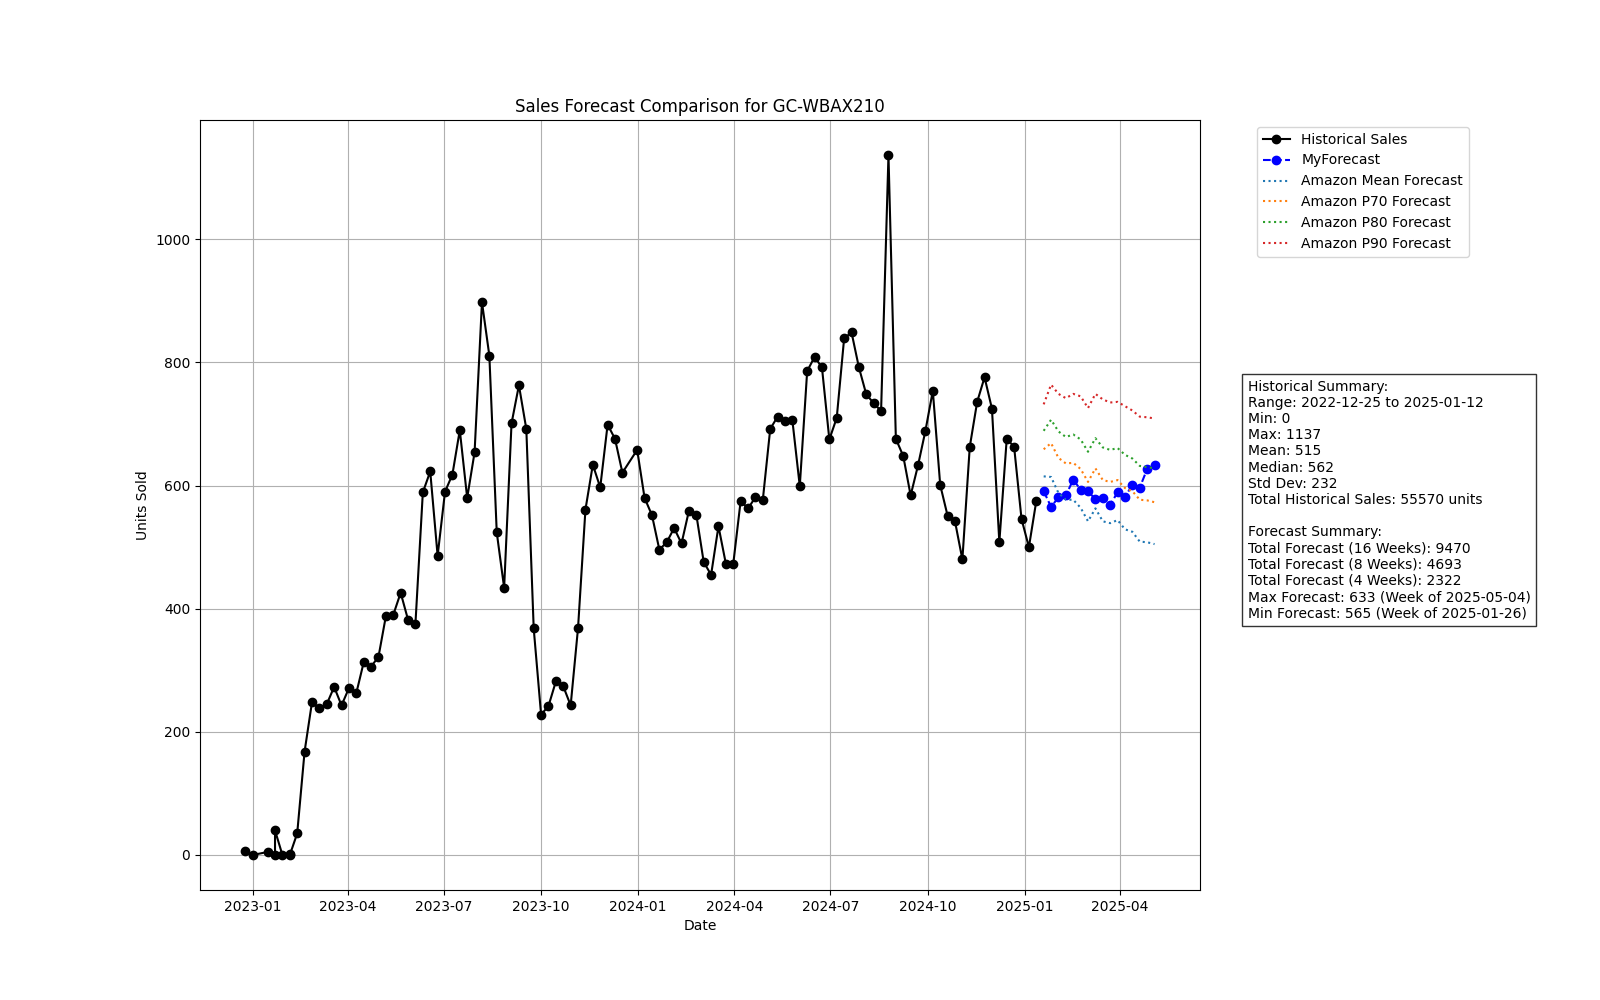 Sales Forecast Comparison for GC-WBAX210
Historical Sales
MyForecast
Amazon Mean Forecast
Amazon P70 Forecast
Amazon P80 Forecast
Amazon P90 Forecast
1000
800
600
400
200
0
Units Sold
2023-01
2023-04
2023-07
2023-10
2024-01
2024-04
2024-07
2024-10
2025-01
2025-04
Date
Historical Summary:
Range: 2022-12-25 to 2025-01-12
Min: 0
Max: 1137
Mean: 515
Median: 562
Std Dev: 232
Total Historical Sales: 55570 units
Forecast Summary:
Total Forecast (16 Weeks): 9470
Total Forecast (8 Weeks): 4693
Total Forecast (4 Weeks): 2322
Max Forecast: 633 (Week of 2025-05-04)
Min Forecast: 565 (Week of 2025-01-26)